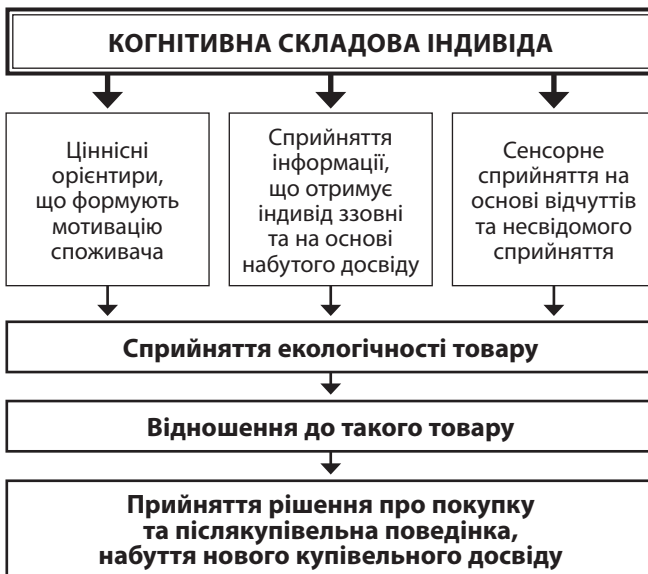 КОГНІТИВНА СКЛАДОВА ІНДИВІДА
Ціннісні
орієнтири,
що формують
мотивацію
споживача
Сприйняття
інформації,
що отримує
індивід ззовні
та на основі
набутого досвіду
Сенсорне
сприйняття на
основі відчуттів
та несвідомого
сприйняття
Сприйняття екологічності товару
Відношення до такого товару
Прийняття рішення про покупку
та післякупівельна поведінка,
набуття нового купівельного досвіду